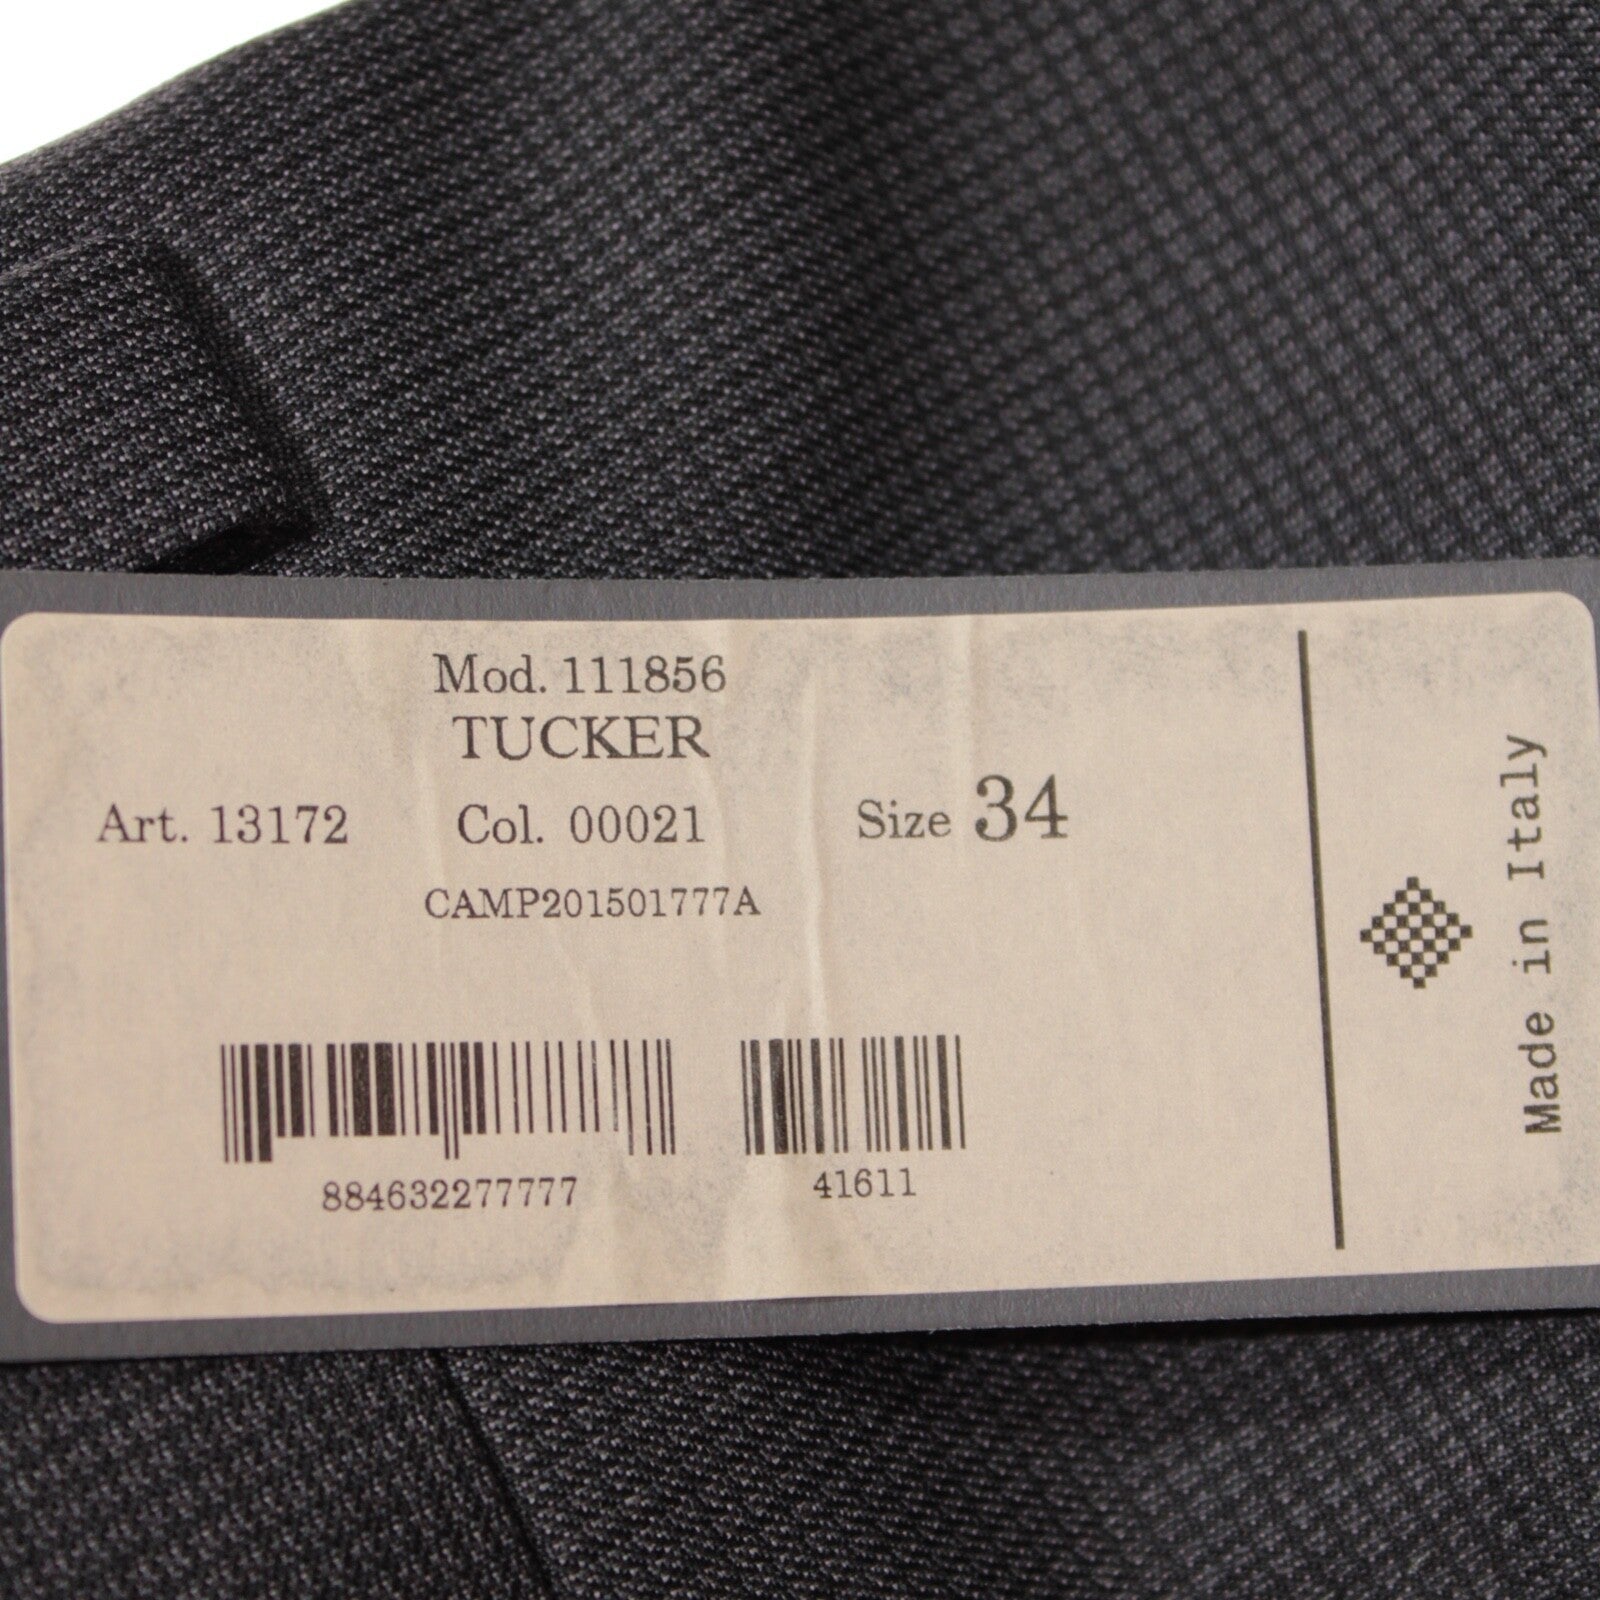 Mod. 111856
TUCKER
Art. 13172 Col. 00021 Size 34
CAMP201501777A
884632277777 41611
Made in Italy